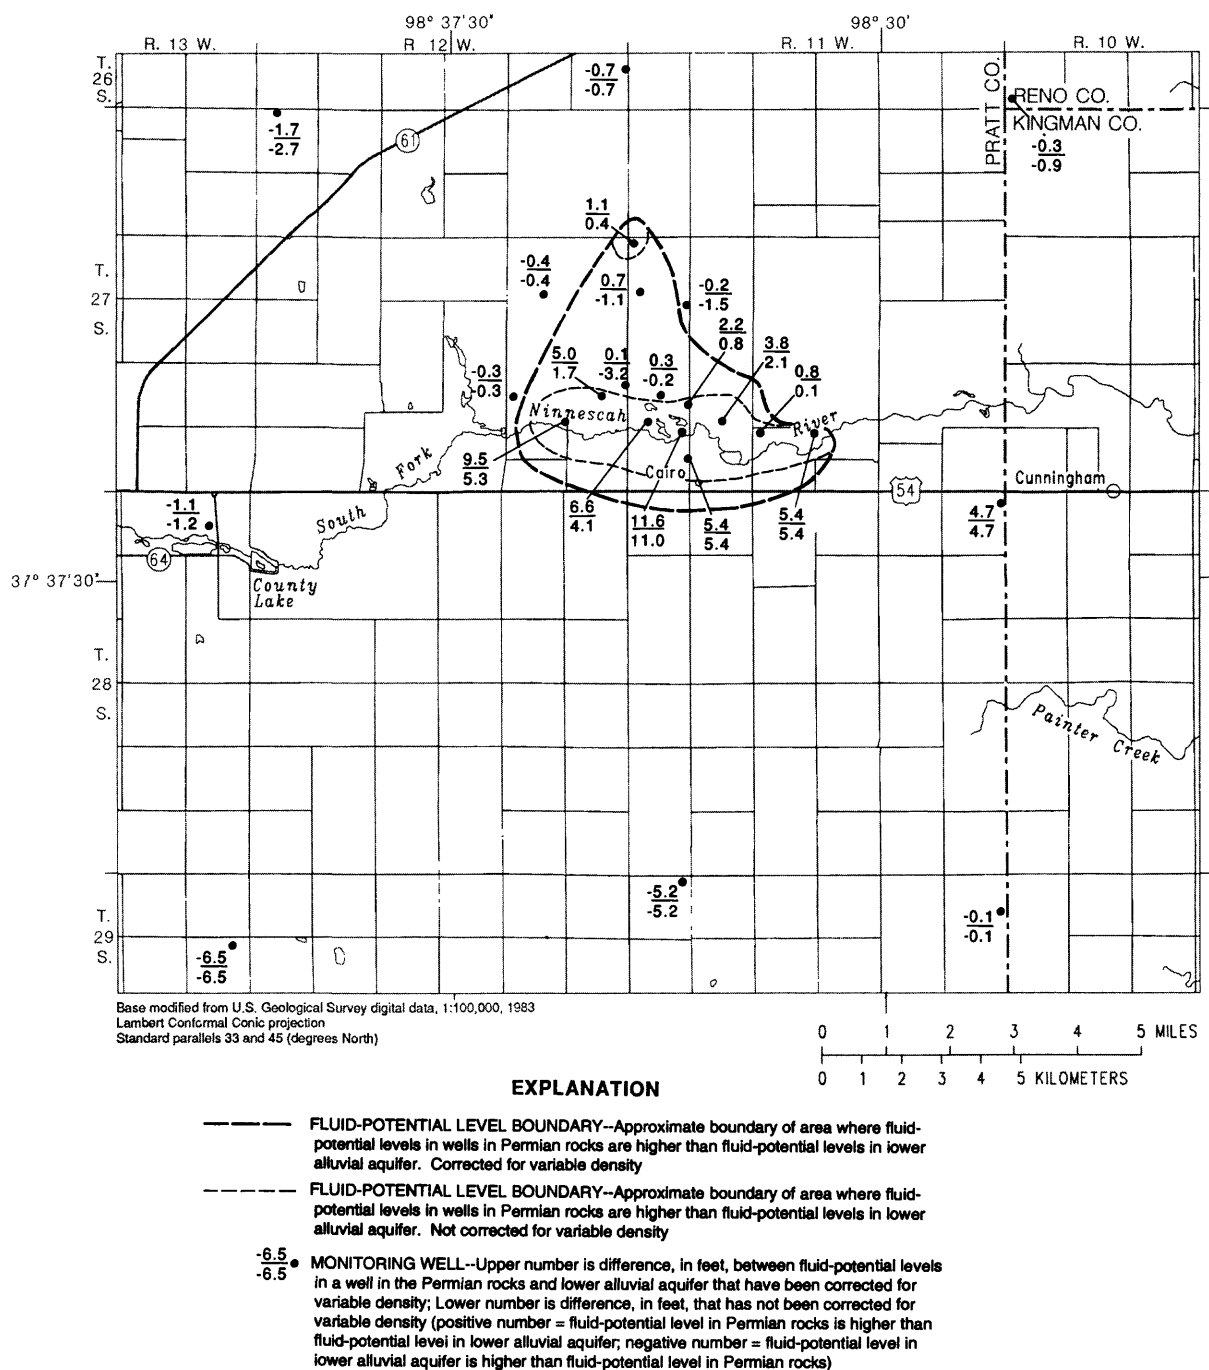 98° 37'30"
98°,30'
R. 13 W.
R 12 W.
R. 11 W.
R. 10 W.
T.
26
S.
-0.7
-0.7
PRATT CO.
RENO CO.
KINGMAN CO.
-1.7
-2.7
61
-0.3
-0.9
1.1
0.4
T.
27
S.
-0.4
-0.4
0.7
-1.1
-0.2
-1.5
2.2
0.8
3.8
2.1
-0.3
-0.3
5.0
1.7
0.1
-3.2
0.3
-0.2
0.8
0.1
Ninnescah
River
Fork
South
9.5
5.3
Cairo
Cunningham
54
-1.1
-1.2
6.6
4.1
11.6
11.0
5.4
5.4
5.4
5.4
4.7
4.7
64
37° 37'30"
County
Lake
T.
28
S.
Painter Creek
-5.2
-5.2
-0.1
-0.1
T.
29
S.
-6.5
-6.5
Base modified from U.S. Geological Survey digital data, 1:100,000, 1983
Lambert Conformal Conic projection
Standard parallels 33 and 45 (degrees North)
0 1 2 3 4 5 MILES
0 1 2 3 4 5 KILOMETERS
EXPLANATION
FLUID-POTENTIAL LEVEL BOUNDARY--Approximate boundary of area where fluid-
potential levels in wells in Permian rocks are higher than fluid-potential levels in lower
alluvial aquifer. Corrected for variable density
FLUID-POTENTIAL LEVEL BOUNDARY--Approximate boundary of area where fluid-
potential levels in wells in Permian rocks are higher than fluid-potential levels in lower
alluvial aquifer. Not corrected for variable density
-6.5
-6.5
MONITORING WELL--Upper number is difference, in feet, between fluid-potential levels
in a well in the Permian rocks and lower alluvial aquifer that have been corrected for
variable density; Lower number is difference, in feet, that has not been corrected for
variable density (positive number = fluid-potential level in Permian rocks is higher than
fluid-potential level in lower alluvial aquifer; negative number = fluid-potential level in
lower alluvial aquifer is higher than fluid-potential level in Permian rocks)